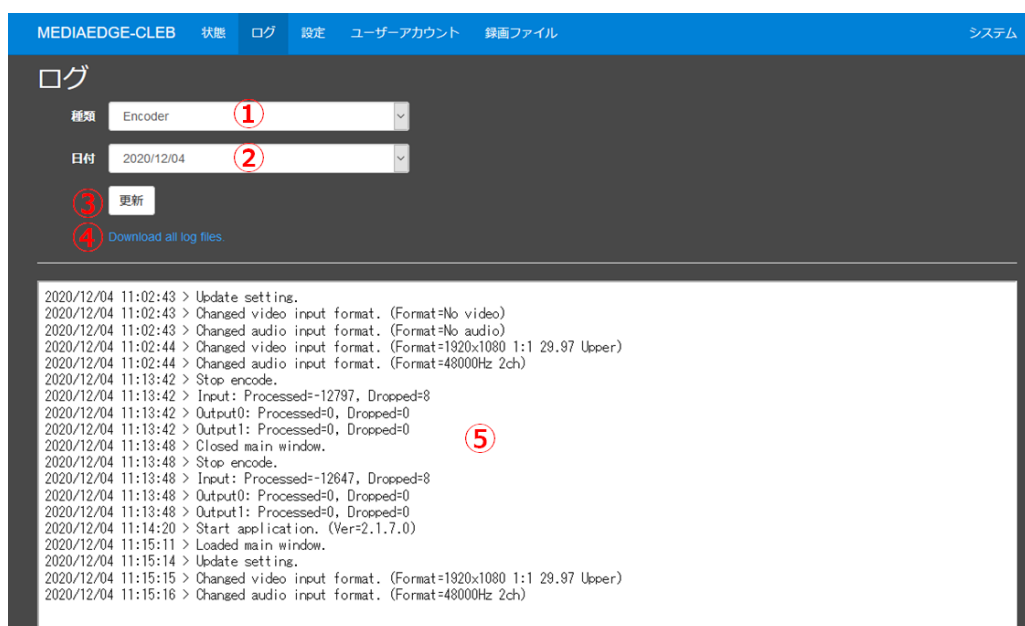 MEDIAEDGE-CLEB 状態 ログ 設定 ユーザーアカウント 録画ファイル システム
ログ
種類 Encoder ①
日付 2020/12/04 ②
③ 更新
④ Download all log files.
2020/12/04 11:02:43 > Update setting.
2020/12/04 11:02:43 > Changed video input format. (Format=No video)
2020/12/04 11:02:43 > Changed audio input format. (Format=No audio)
2020/12/04 11:02:44 > Changed video input format. (Format=1920x1080 1:1 29.97 Upper)
2020/12/04 11:02:44 > Changed audio input format. (Format=48000Hz 2ch)
2020/12/04 11:13:42 > Stop encode.
2020/12/04 11:13:42 > Input: Processed=-12797, Dropped=8
2020/12/04 11:13:42 > Output0: Processed=0, Dropped=0
2020/12/04 11:13:42 > Output1: Processed=0, Dropped=0
⑤
2020/12/04 11:13:48 > Closed main window.
2020/12/04 11:13:48 > Stop encode.
2020/12/04 11:13:48 > Input: Processed=-12647, Dropped=8
2020/12/04 11:13:48 > Output0: Processed=0, Dropped=0
2020/12/04 11:13:48 > Output1: Processed=0, Dropped=0
2020/12/04 11:14:20 > Start application. (Ver=2.1.7.0)
2020/12/04 11:15:11 > Loaded main window.
2020/12/04 11:15:14 > Update setting.
2020/12/04 11:15:15 > Changed video input format. (Format=1920x1080 1:1 29.97 Upper)
2020/12/04 11:15:16 > Changed audio input format. (Format=48000Hz 2ch)